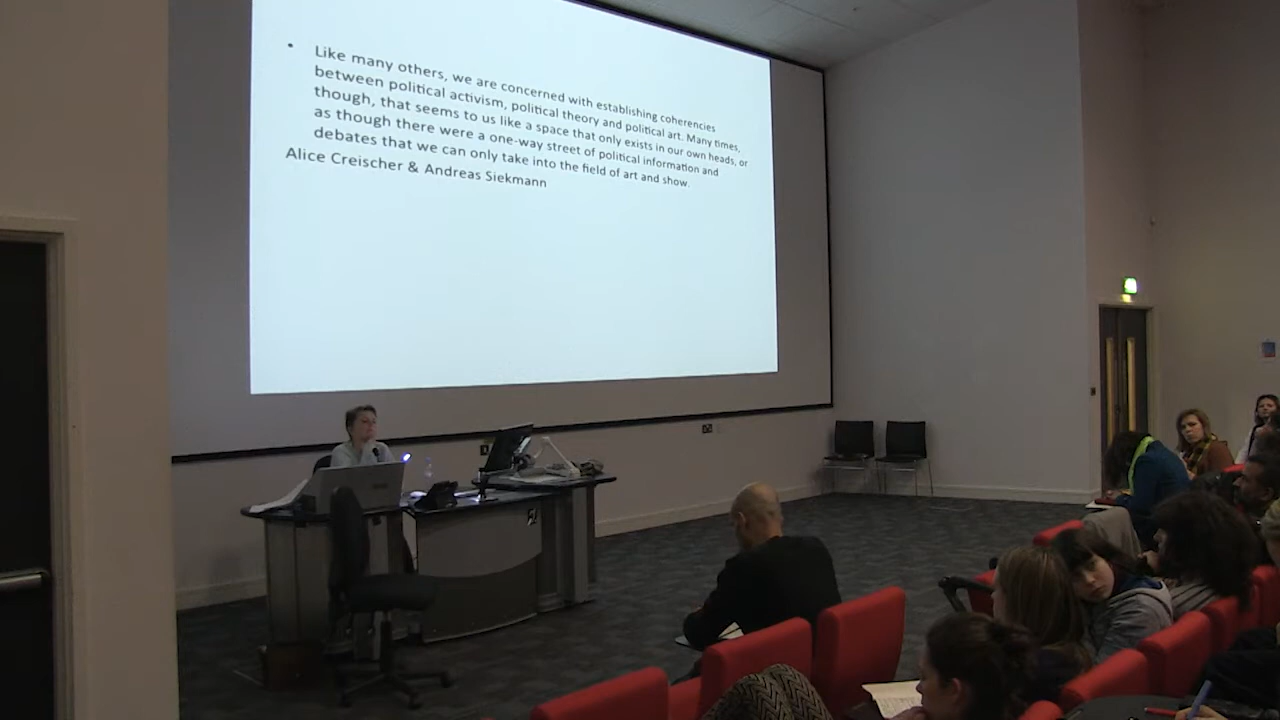 • Like many others, we are concerned with establishing coherencies
between political activism, political theory and political art. Many times,
though, that seems to us like a space that only exists in our own heads, or
as though there were a one-way street of political information and
debates that we can only take into the field of art and show.
Alice Creischer & Andreas Siekmann